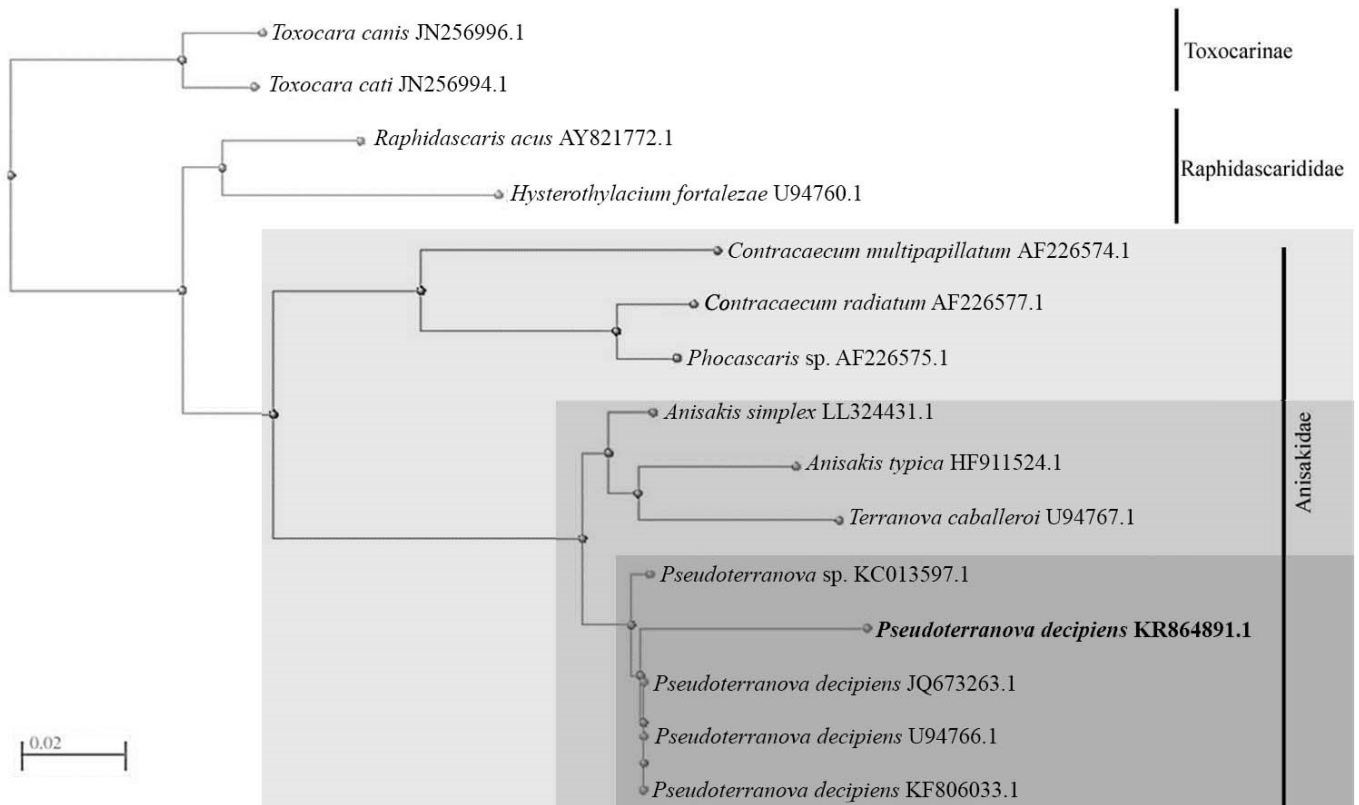 Toxocara canis JN256996.1
Toxocara cati JN256994.1
Toxocarinae
Raphidascaris acus AY821772.1
Hysterothylacium fortalezae U94760.1
Raphidascarididae
Contracaecum multipapillatum AF226574.1
Contracaecum radiatum AF226577.1
Phocascaris sp. AF226575.1
Anisakis simplex LL324431.1
Anisakis typica HF911524.1
Terranova caballeroi U94767.1
Anisakidae
Pseudoterranova sp. KC013597.1
Pseudoterranova decipiens KR864891.1
Pseudoterranova decipiens JQ673263.1
Pseudoterranova decipiens U94766.1
Pseudoterranova decipiens KF806033.1
0.02